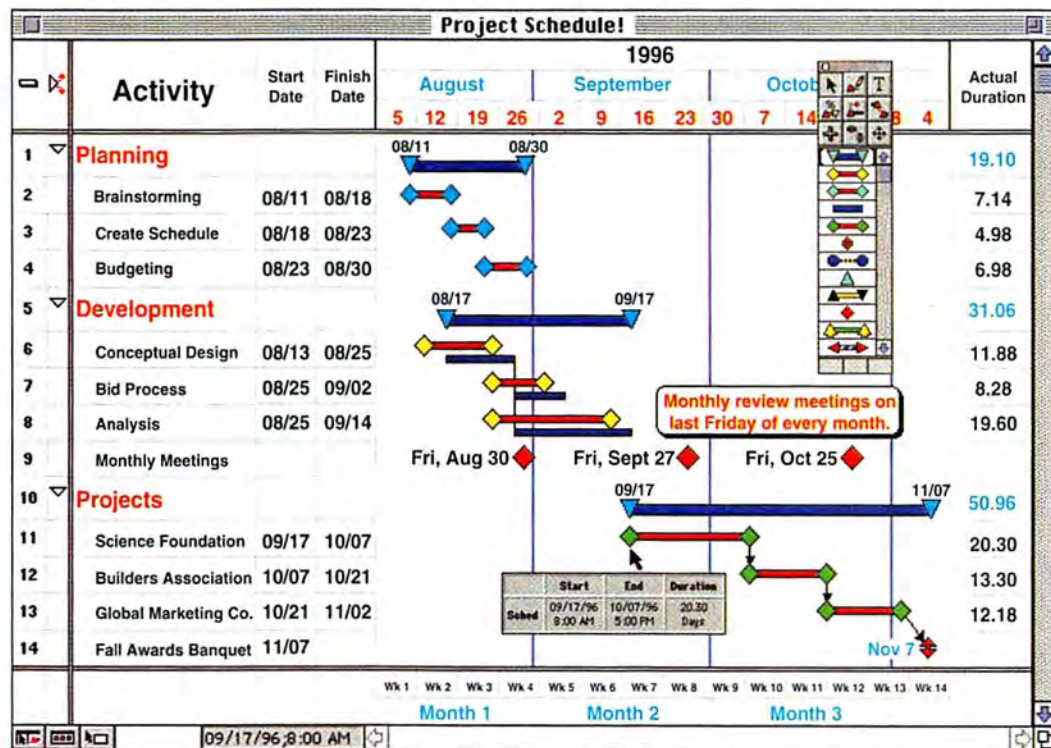 Project Schedule!
1996
Activity Start Date Finish Date August September Octob Actual Duration
5 12 19 26 2 9 16 23 30 7 14 8 4
08/11 08/30
1 Planning 19.10
2 Brainstorming 08/11 08/18 7.14
3 Create Schedule 08/18 08/23 4.98
4 Budgeting 08/23 08/30 6.98
08/17 09/17
5 Development 31.06
6 Conceptual Design 08/13 08/25 11.88
7 Bid Process 08/25 09/02 8.28
Monthly review meetings on
last Friday of every month.
8 Analysis 08/25 09/14 19.60
9 Monthly Meetings Fri, Aug 30 Fri, Sept 27 Fri, Oct 25
09/17 11/07
10 Projects 50.96
11 Science Foundation 09/17 10/07 20.30
12 Builders Association 10/07 10/21 13.30
Start End Duration
Sched 09/17/96 10/07/96 20.30
8:00 AM 5:00 PM Days
13 Global Marketing Co. 10/21 11/02 12.18
14 Fall Awards Banquet 11/07 Nov 7
Wk 1 Wk 2 Wk 3 Wk 4 Wk 5 Wk 6 Wk 7 Wk 8 Wk 9 Wk 10 Wk 11 Wk 12 Wk 13 Wk 14
Month 1 Month 2 Month 3
09/17/96;8:00 AM
T